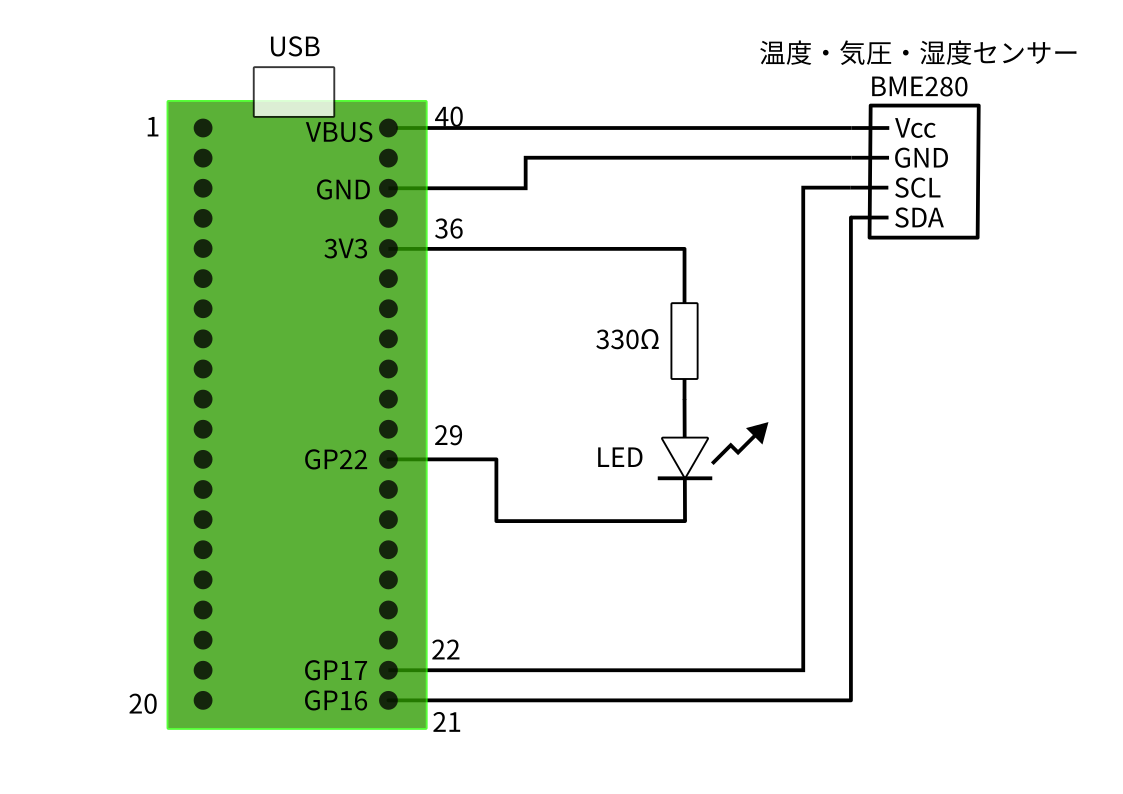 USB
温度・気圧・湿度センサー
BME280
1
VBUS
40
Vcc
GND
GND
SCL
SDA
36
3V3
330Ω
29
LED
GP22
22
GP17
20
GP16
21